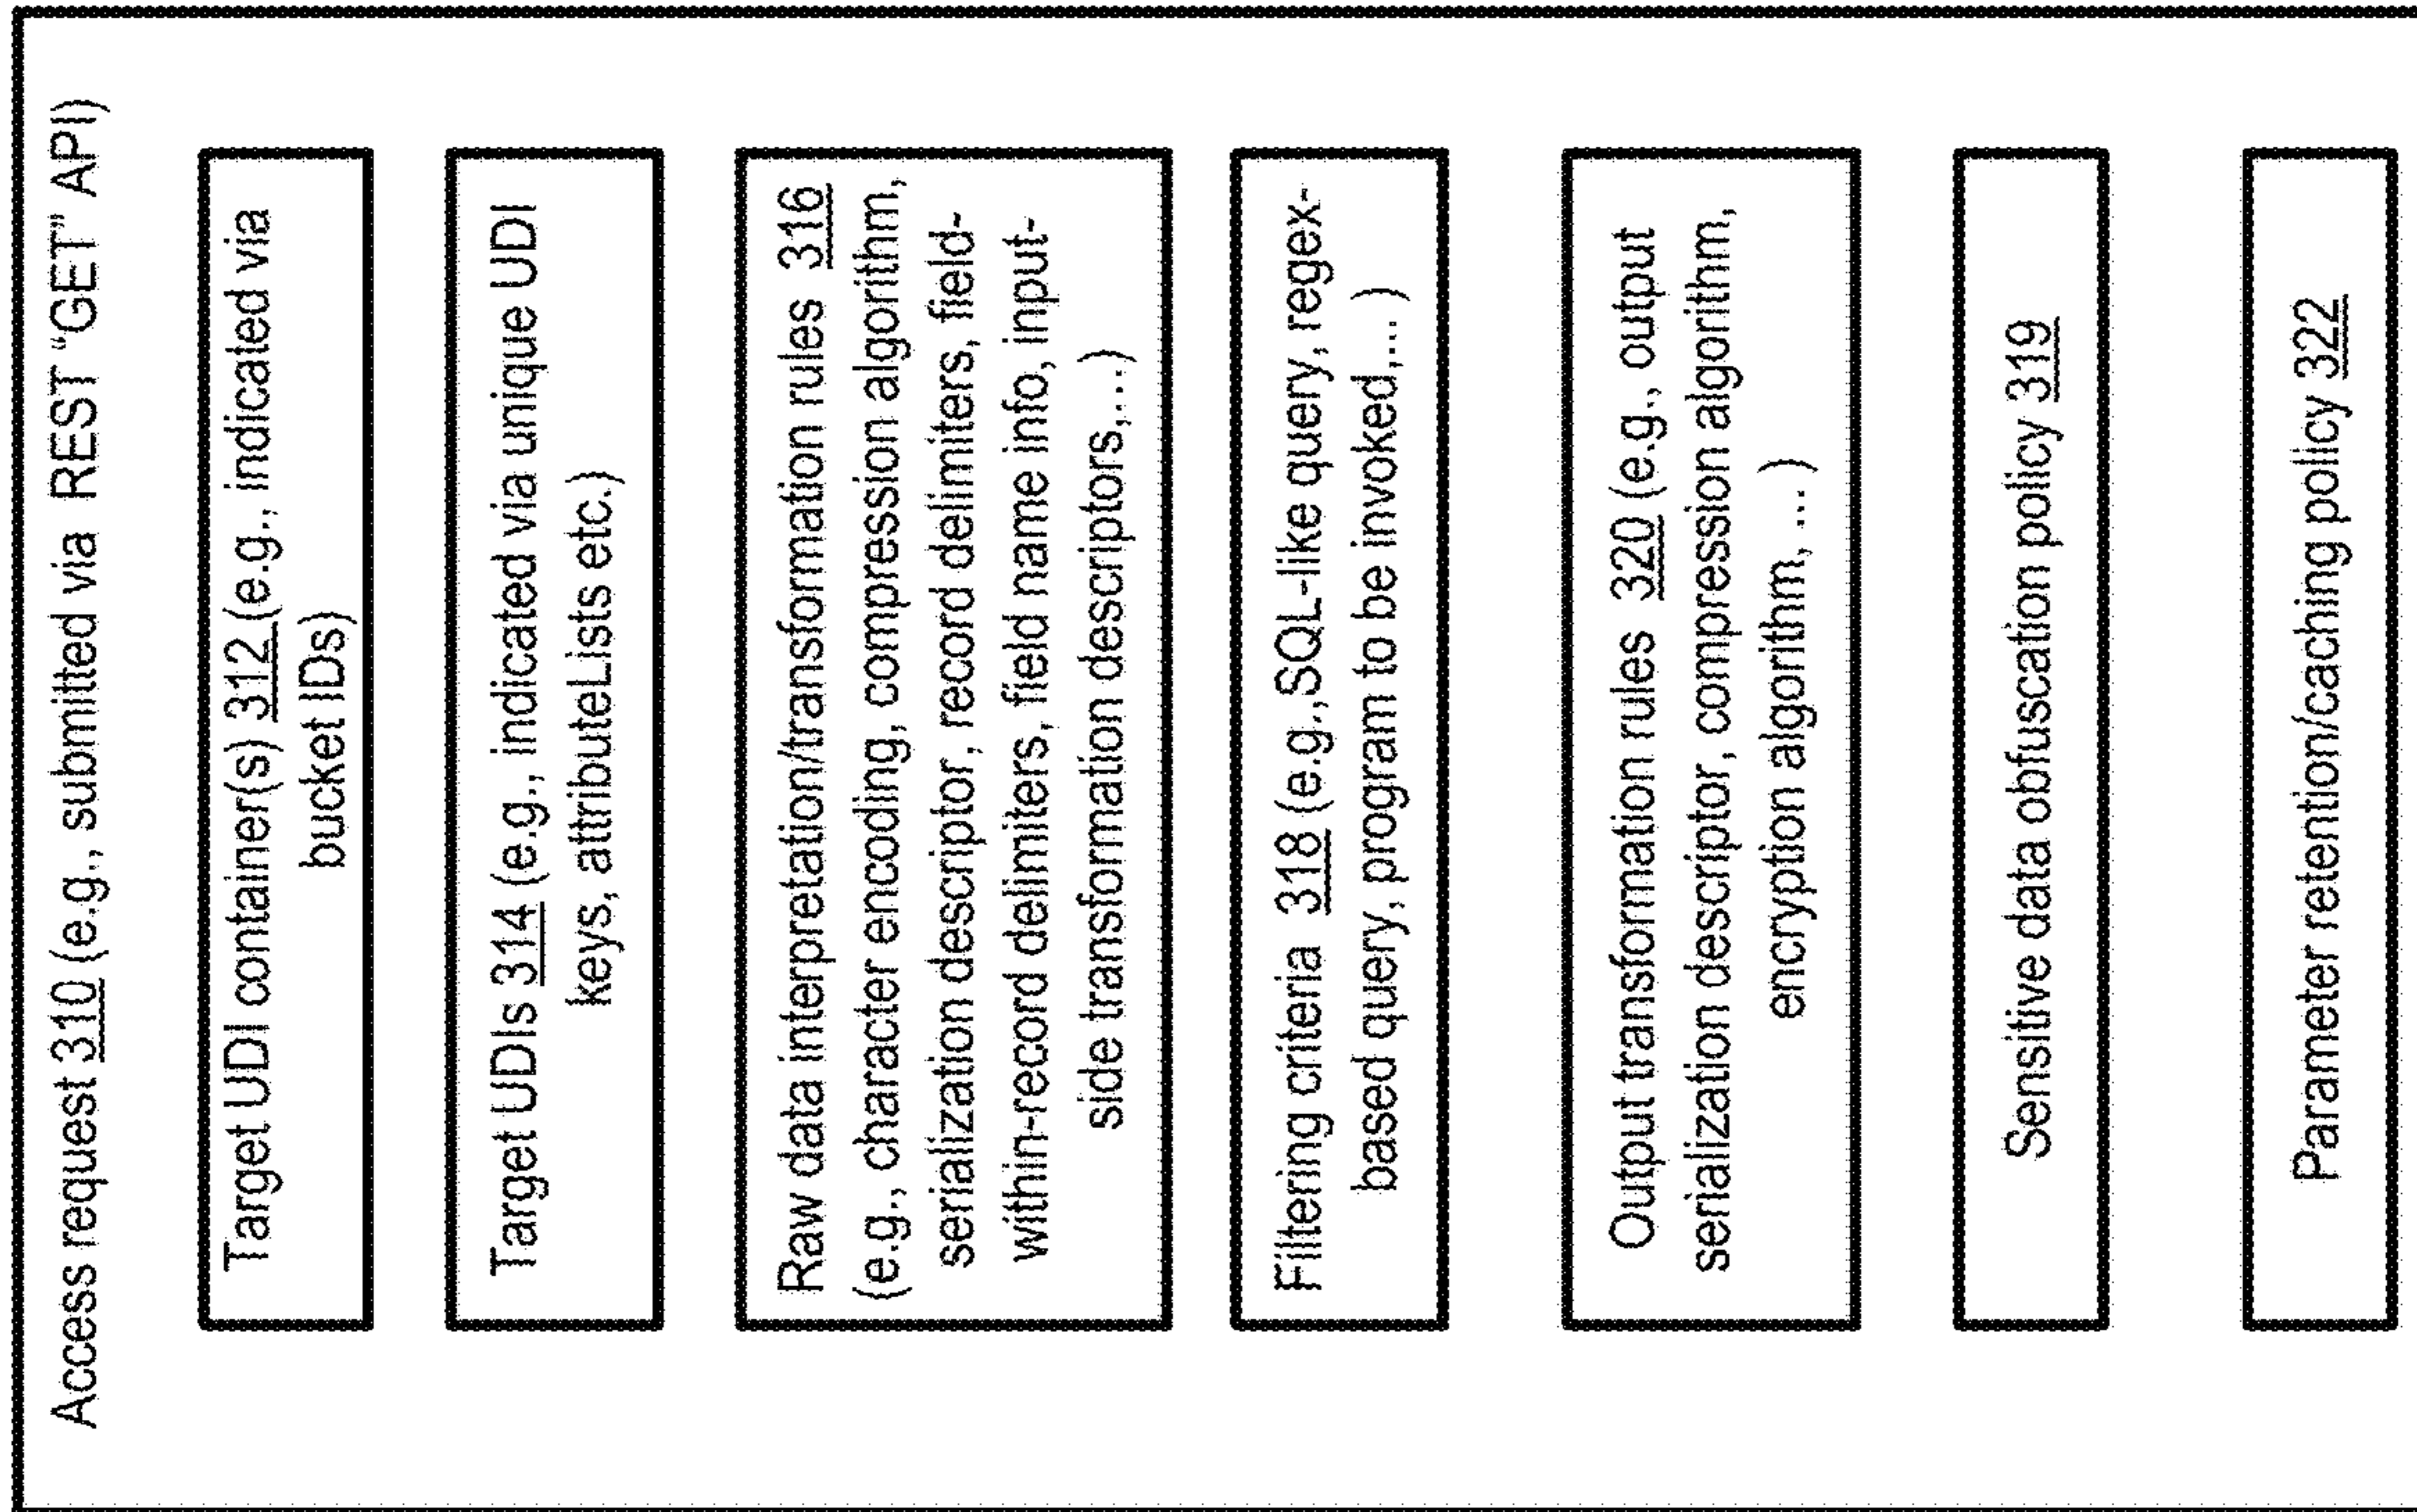 Access request 310 (e.g., submitted via REST "GET" API)
Target UDI container(s) 312 (e.g., indicated via
bucket IDs)
Target UDIs 314 (e.g., indicated via unique UDI
keys, attributeLists etc.)
Raw data interpretation/transformation rules 316
(e.g., character encoding, compression algorithm,
serialization descriptor, record delimiters, field-
within-record delimiters, field name info, input-
side transformation descriptors,...)
Filtering criteria 318 (e.g.,SQL-like query, regex-
based query, program to be invoked,... )
Output transformation rules 320 (e.g., output
serialization descriptor, compression algorithm,
encryption algorithm, ... )
Sensitive data obfuscation policy 319
Parameter retention/caching policy 322